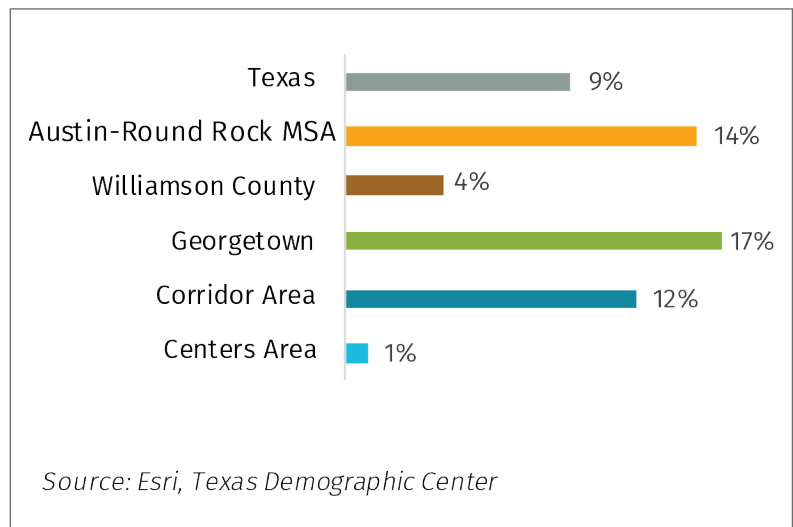 Texas 9%
Austin-Round Rock MSA 14%
Williamson County 4%
Georgetown 17%
Corridor Area 12%
Centers Area 1%
Source: Esri, Texas Demographic Center